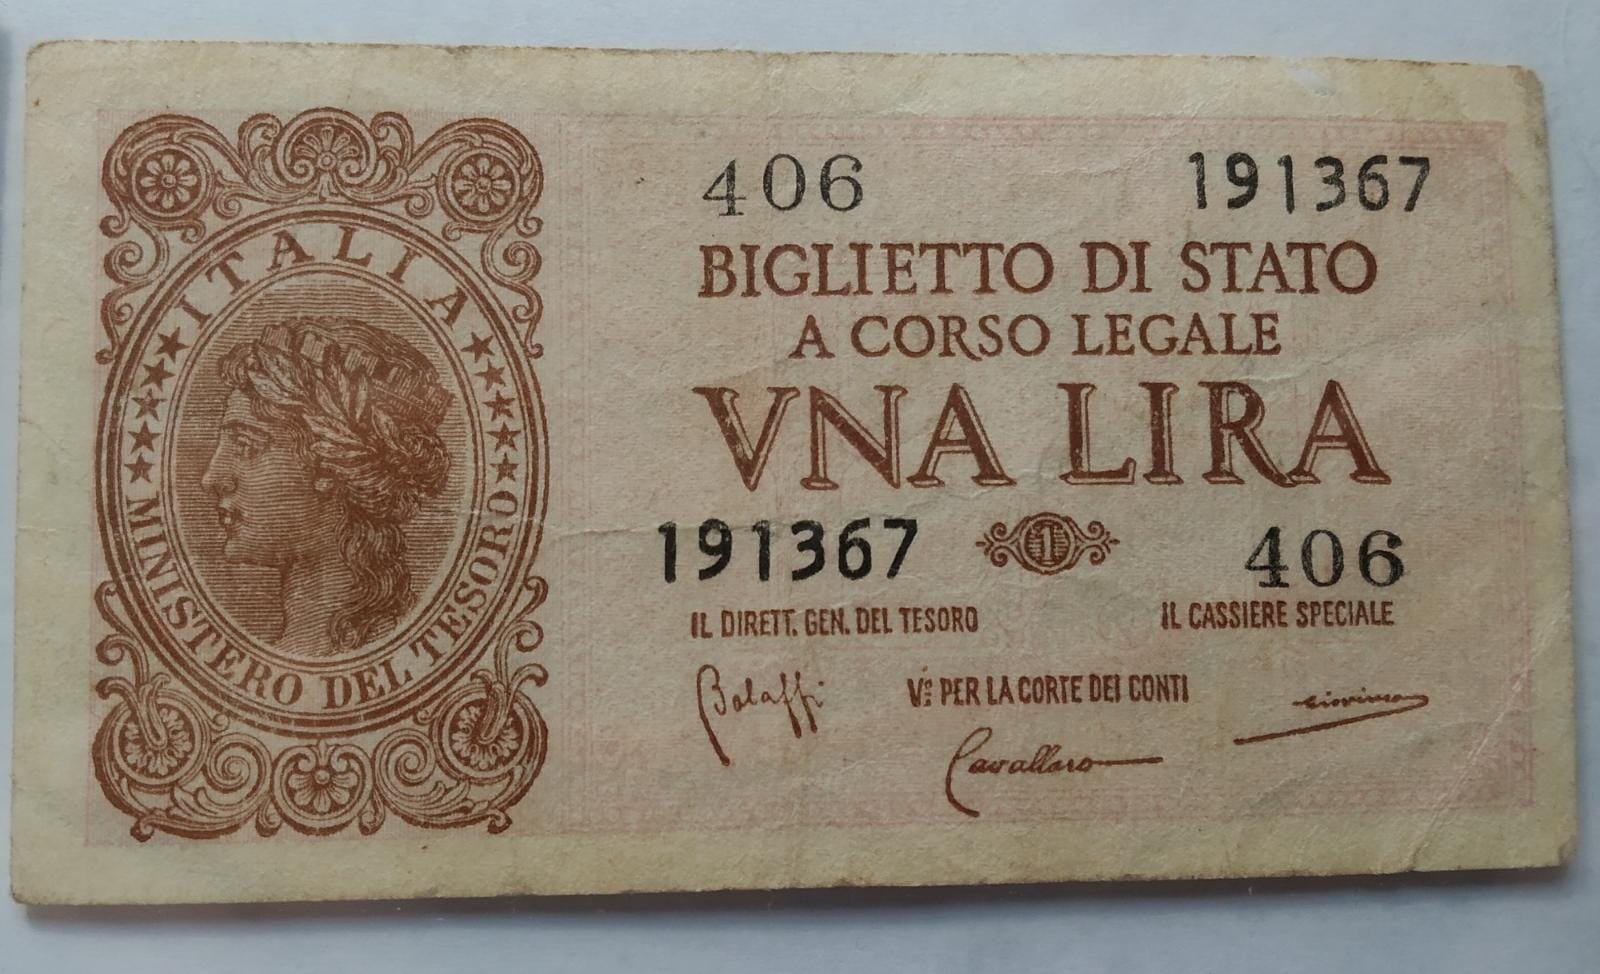 ITALIA
MINISTERO DEL TESORO
406 191367
BIGLIETTO DI STATO
A CORSO LEGALE
VNA LIRA
191367 1 406
IL DIRETT. GEN. DEL TESORO IL CASSIERE SPECIALE
Bolaffi Giovinco
V° PER LA CORTE DEI CONTI
Cavallaro